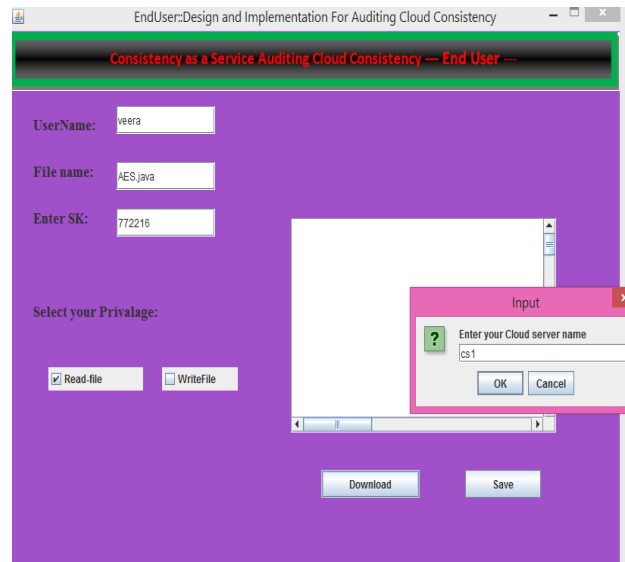 EndUser::Design and Implementation For Auditing Cloud Consistency
Consistency as a Service Auditing Cloud Consistency --- End User ---
UserName:
veera
File name:
AES.java
Enter SK:
772216
Select your Privalage:
Read-file
WriteFile
Input
Enter your Cloud server name
cs1
OK
Cancel
Download
Save